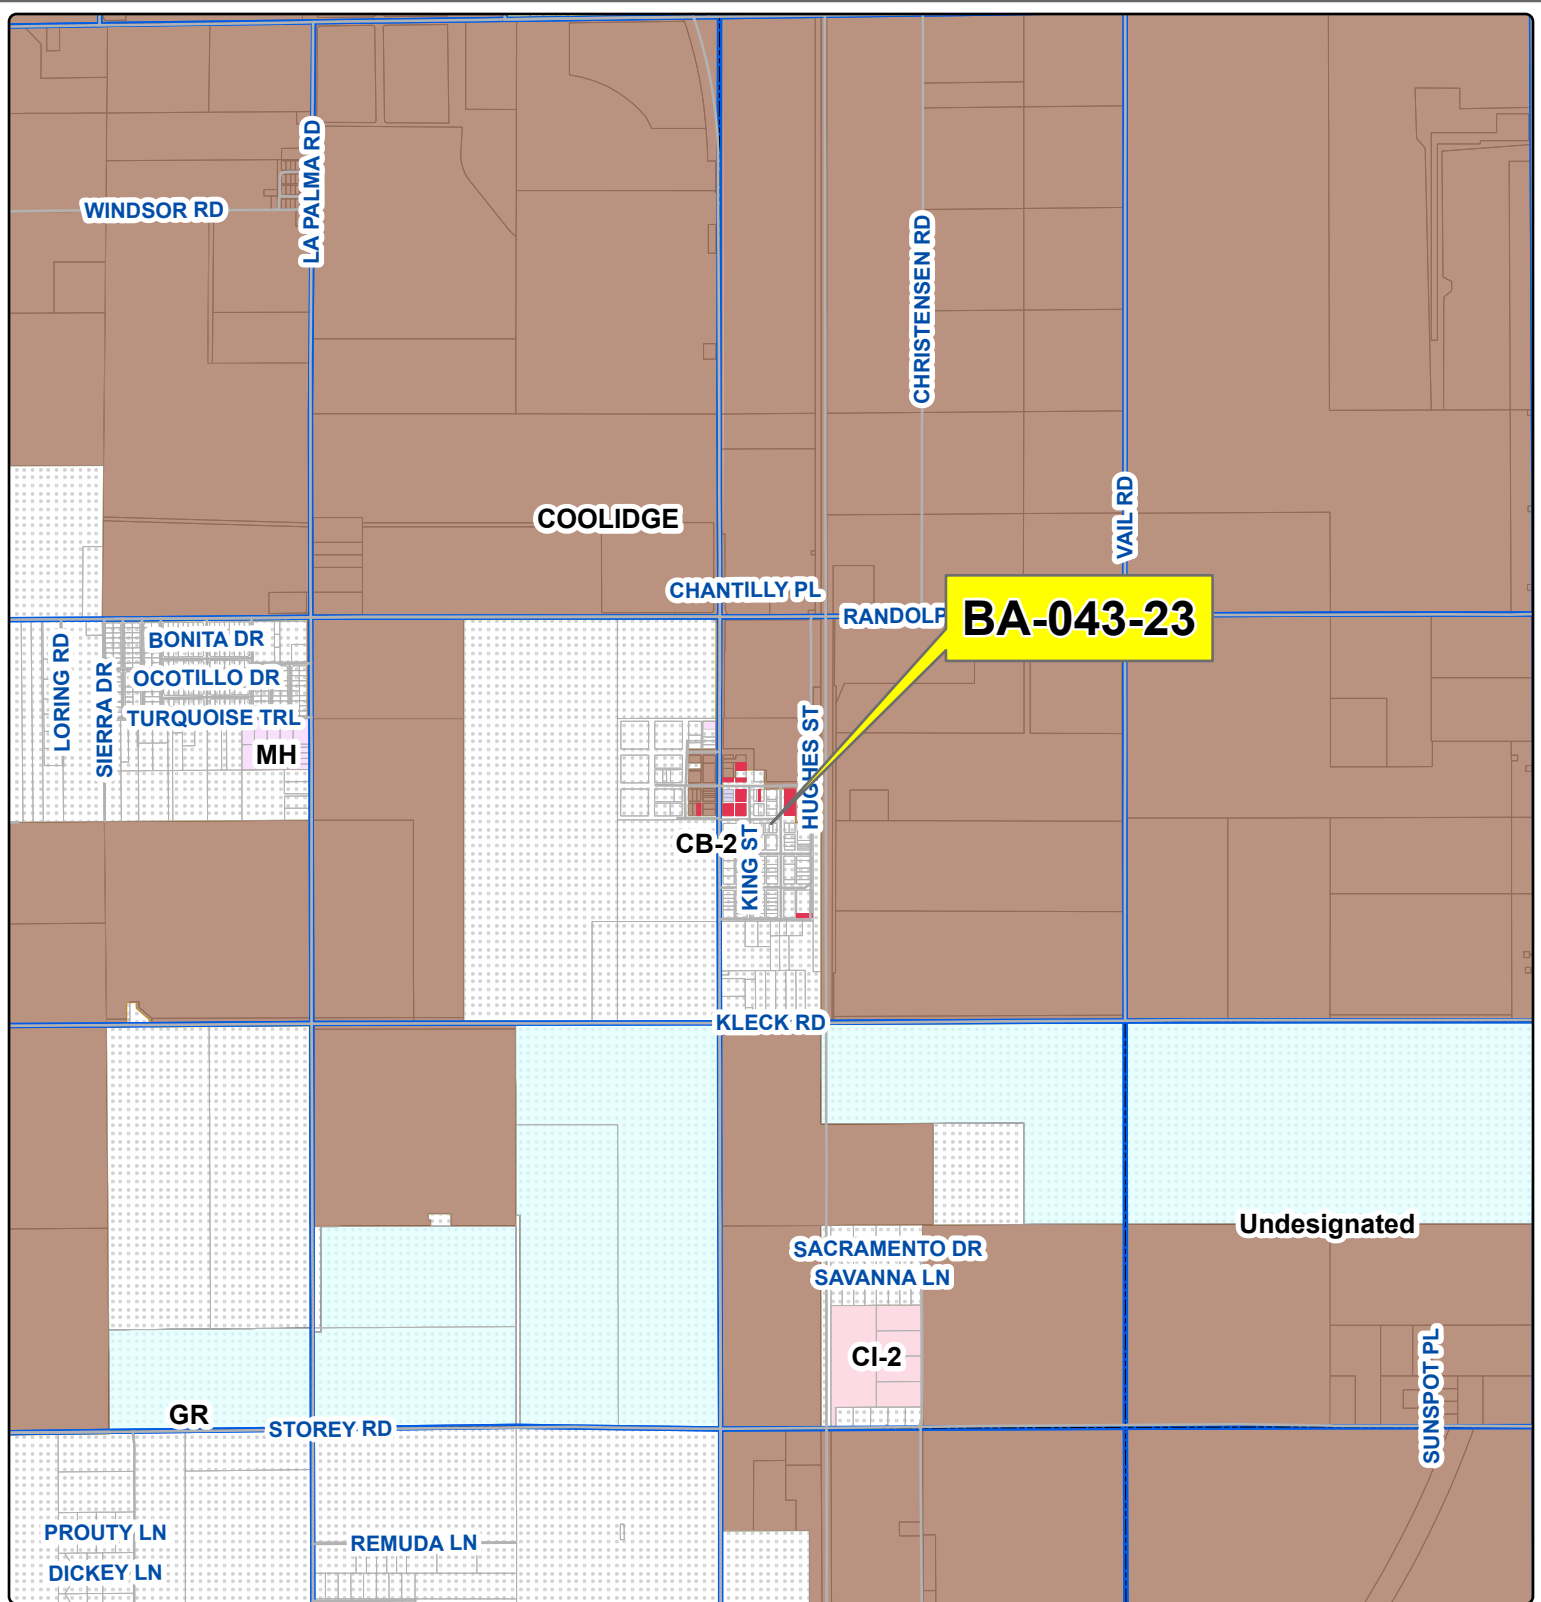 LA PALMA RD
WINDSOR RD
CHRISTENSEN RD
COOLIDGE
VAIL RD
CHANTILLY PL
RANDOLP
BA-043-23
BONITA DR
LORING RD
SIERRA DR
OCOTILLO DR
TURQUOISE TRL
MH
HUGHES ST
CB-2
KING ST
KLECK RD
Undesignated
SACRAMENTO DR
SAVANNA LN
CI-2
SUNSPOT PL
GR
STOREY RD
PROUTY LN
REMUDA LN
DICKEY LN